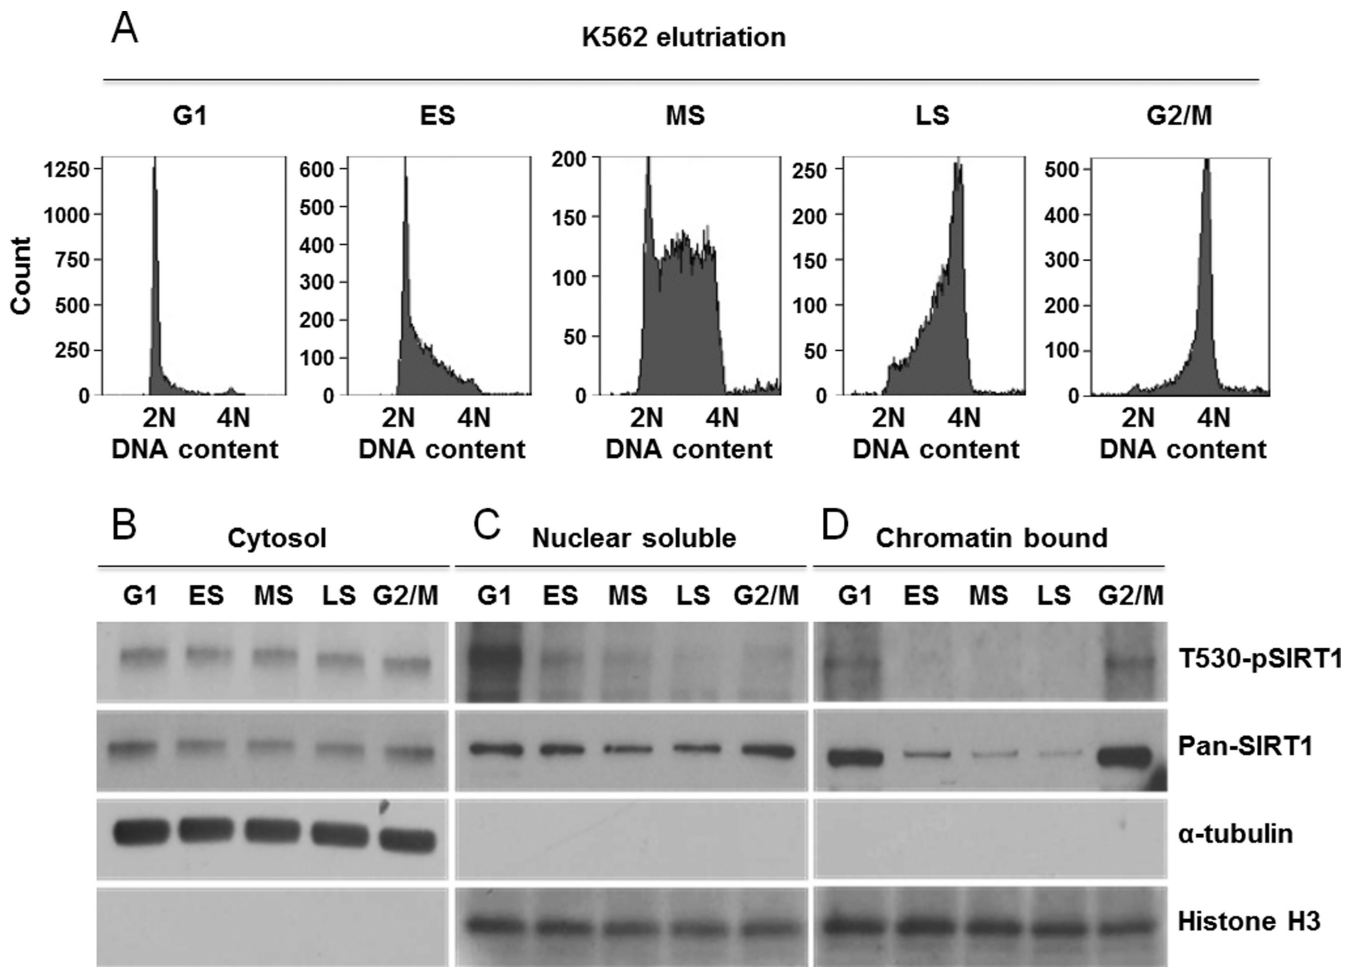 A
K562 elutriation
G1 ES MS LS G2/M
Count
1250 1000 750 500 250 0
600 500 400 300 200 100 0
200 150 100 50 0
250 200 150 100 50 0
500 400 300 200 100 0
2N 4N 2N 4N 2N 4N 2N 4N 2N 4N
DNA content DNA content DNA content DNA content DNA content
B Cytosol C Nuclear soluble D Chromatin bound
G1 ES MS LS G2/M G1 ES MS LS G2/M G1 ES MS LS G2/M
T530-pSIRT1
Pan-SIRT1
α-tubulin
Histone H3